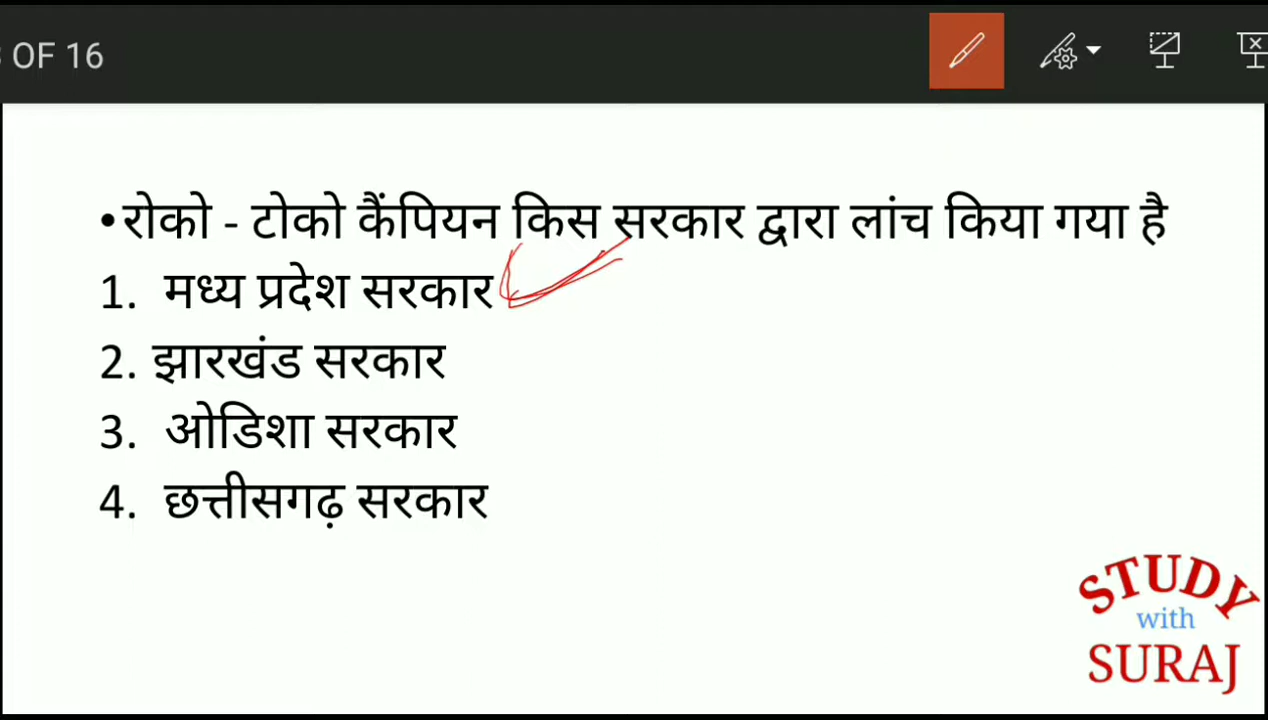 OF 16
•रोको - टोको कैंपियन किस सरकार द्वारा लांच किया गया है
1. मध्य प्रदेश सरकार
2. झारखंड सरकार
3. ओडिशा सरकार
4. छत्तीसगढ़ सरकार
STUDY
with
SURAJ